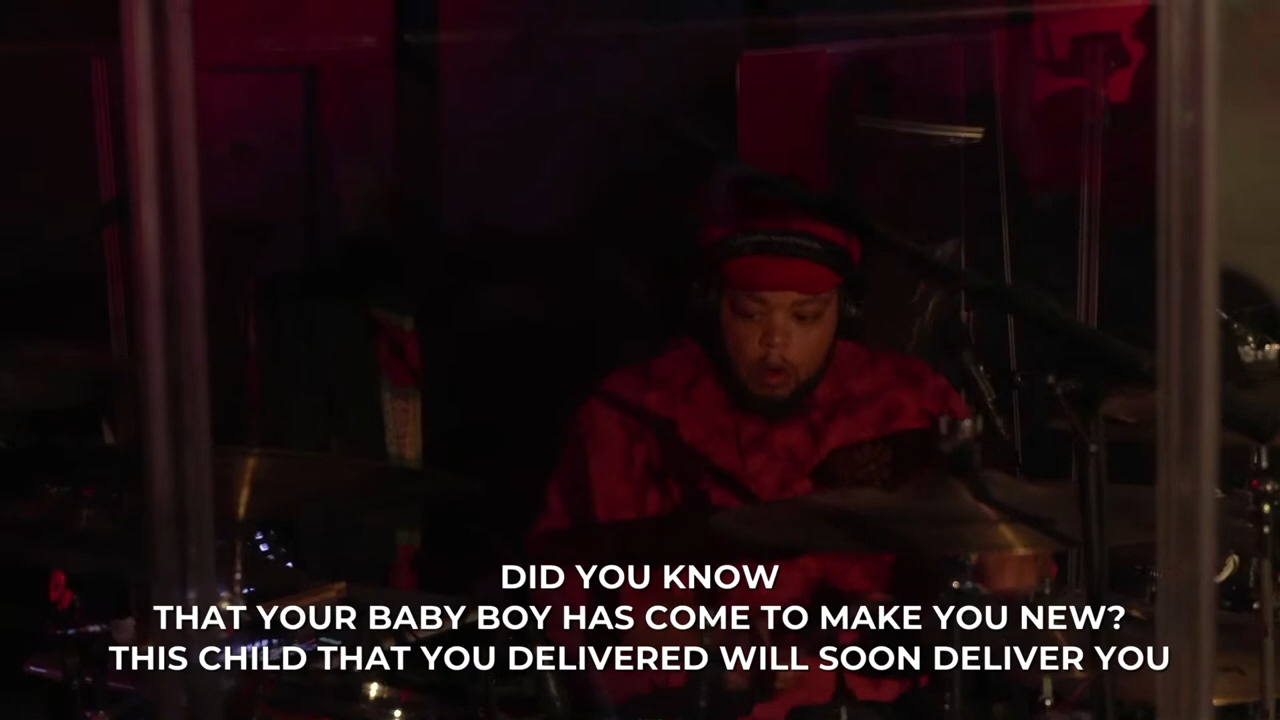 DID YOU KNOW
THAT YOUR BABY BOY HAS COME TO MAKE YOU NEW?
THIS CHILD THAT YOU DELIVERED WILL SOON DELIVER YOU